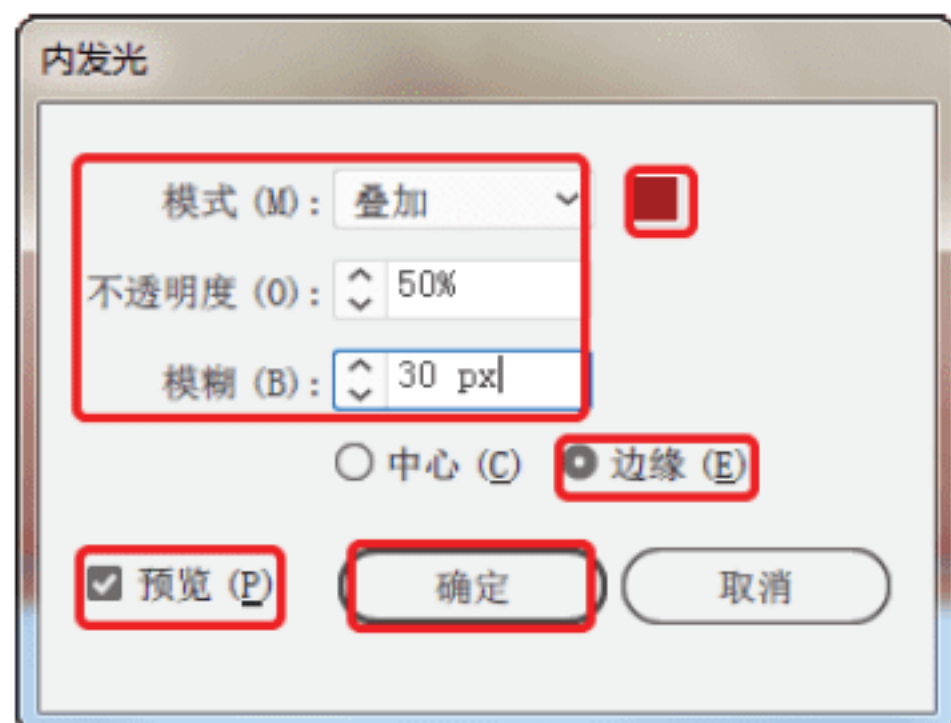 内发光
模式 (M): 叠加
不透明度 (O): 50%
模糊 (B): 30 px
中心 (C) 边缘 (E)
预览 (P) 确定 取消